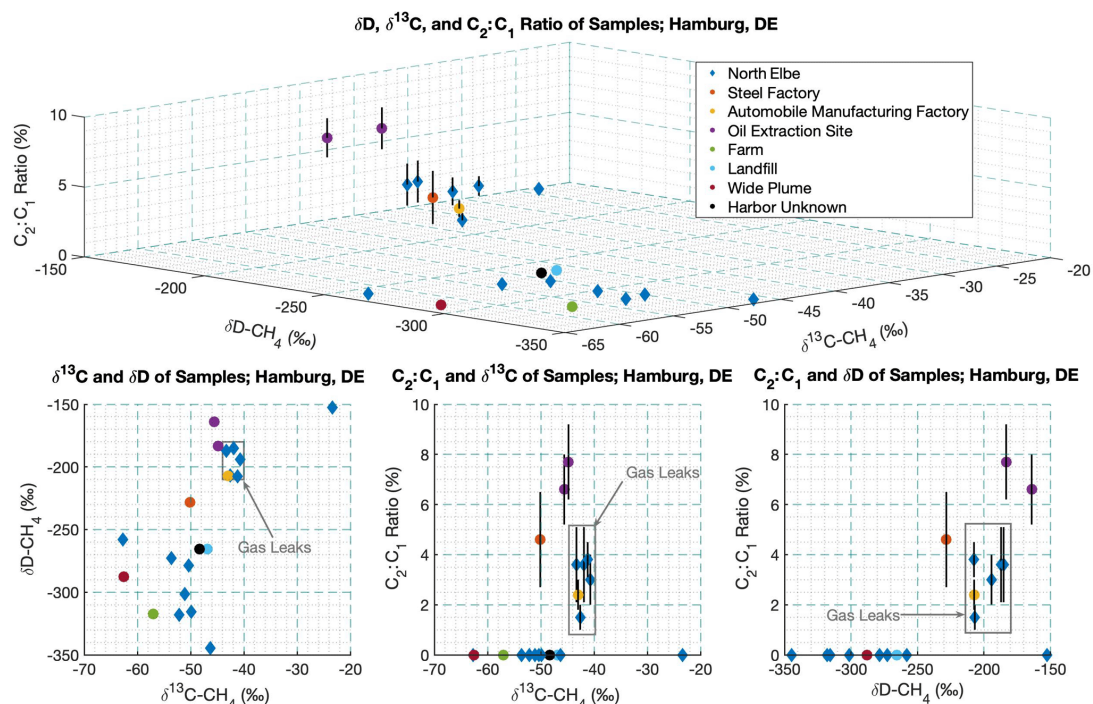 δD, δ¹³C, and C₂:C₁ Ratio of Samples; Hamburg, DE
C₂:C₁ Ratio (%)
10
5
0
-150
-200
-250
-300
-350
δD-CH₄ (‰)
-65
-60
-55
-50
-45
-40
-35
-30
-25
-20
δ¹³C-CH₄ (‰)
North Elbe
Steel Factory
Automobile Manufacturing Factory
Oil Extraction Site
Farm
Landfill
Wide Plume
Harbor Unknown
δ¹³C and δD of Samples; Hamburg, DE
δD-CH₄ (‰)
-150
-200
-250
-300
-350
Gas Leaks
-70
-60
-50
-40
-30
-20
δ¹³C-CH₄ (‰)
C₂:C₁ and δ¹³C of Samples; Hamburg, DE
C₂:C₁ Ratio (%)
10
8
6
4
2
0
Gas Leaks
-70
-60
-50
-40
-30
-20
δ¹³C-CH₄ (‰)
C₂:C₁ and δD of Samples; Hamburg, DE
C₂:C₁ Ratio (%)
10
8
6
4
2
0
Gas Leaks
-350
-300
-250
-200
-150
δD-CH₄ (‰)